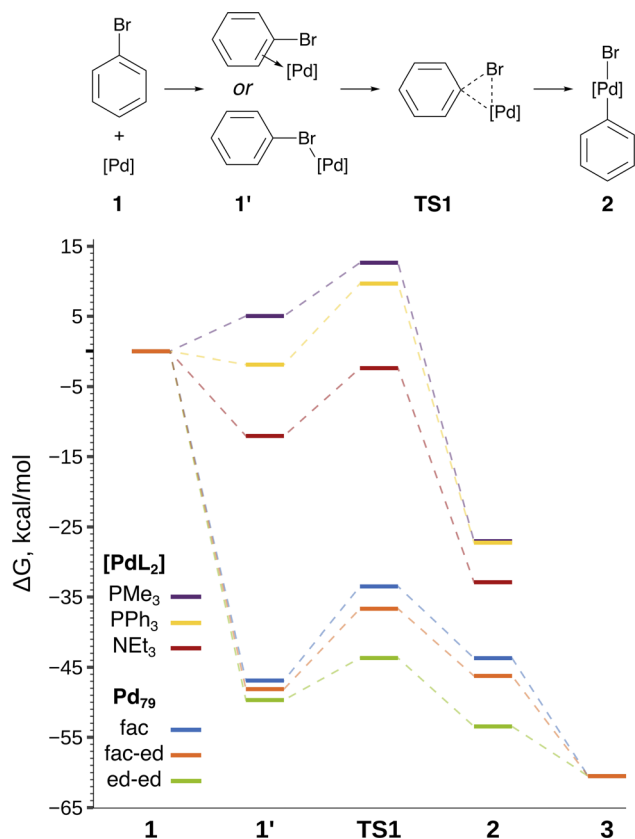 Br
Br
[Pd]
or
Br
[Pd]
+
[Pd]
Br
[Pd]
Br
[Pd]
1
1'
TS1
2
15
5
−5
−15
−25
−35
−45
−55
−65
ΔG, kcal/mol
[PdL₂]
PMe₃
PPh₃
NEt₃
Pd₇₉
fac
fac-ed
ed-ed
1
1'
TS1
2
3